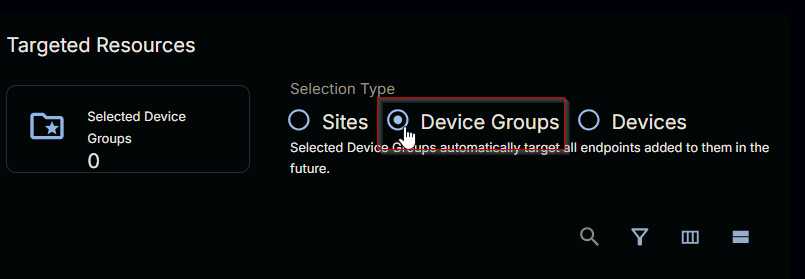 Targeted Resources
Selection Type
Selected Device
Groups
0
Sites
Device Groups
Devices
Selected Device Groups automatically target all endpoints added to them in the
future.